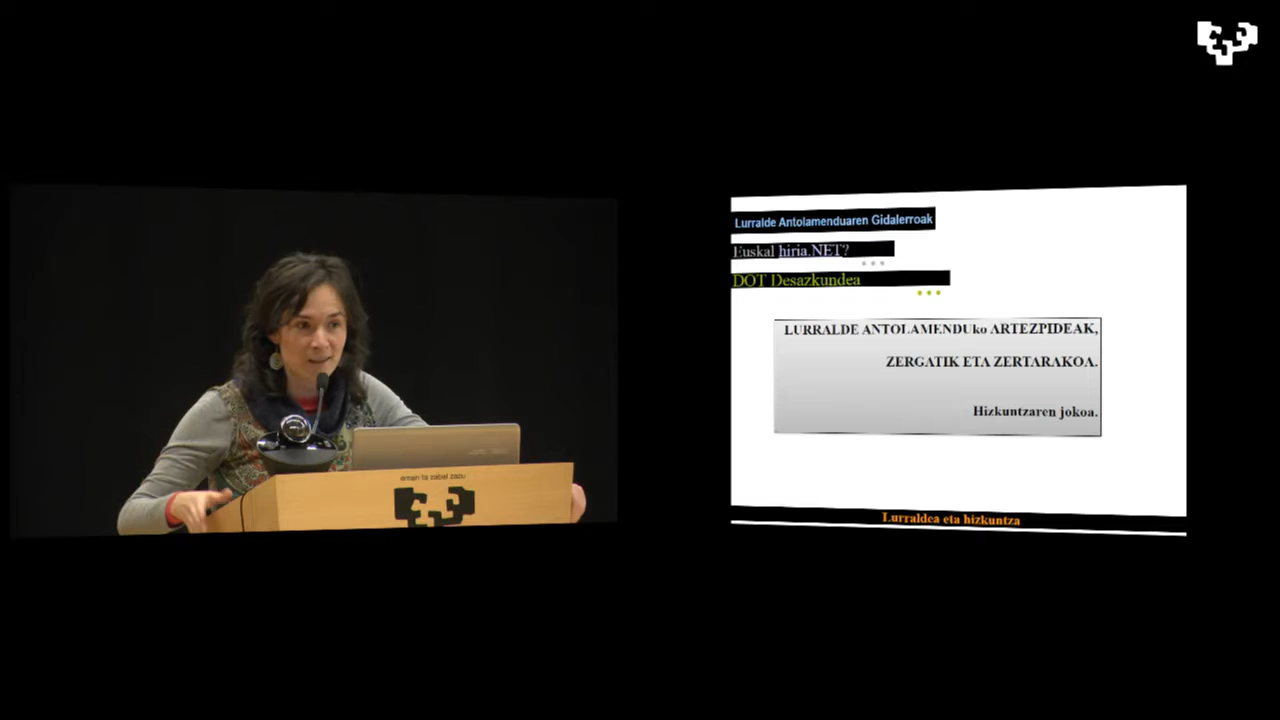 eman ta zabal zazu
Lurralde Antolamenduaren Gidalerroak
Euskal hiria.NET?
DOT Desazkundea
LURRALDE ANTOLAMENDUko ARTEZPIDEAK,
ZERGATIK ETA ZERTARAKOA.
Hizkuntzaren jokoa.
Lurraldea eta hizkuntza